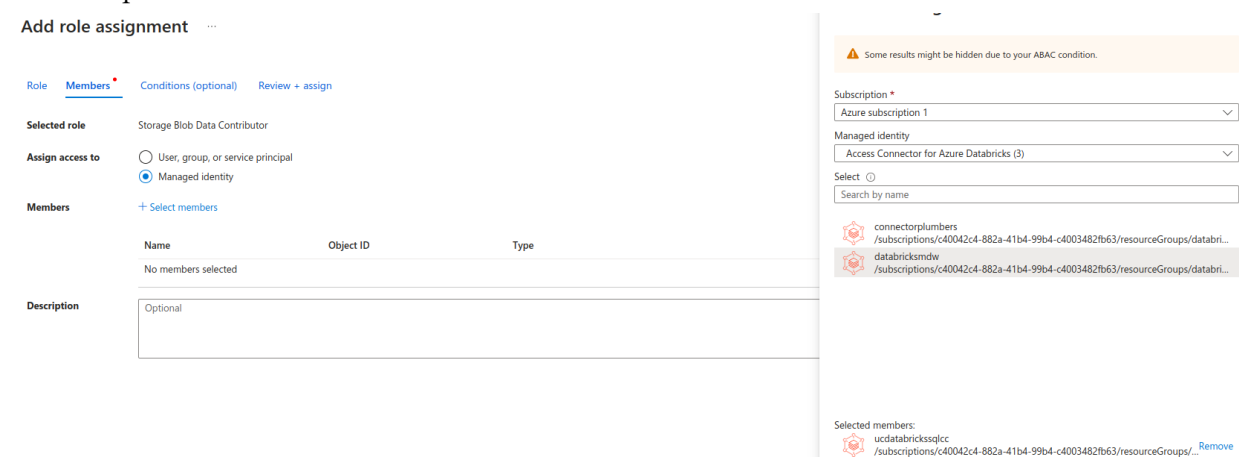 Add role assignment ...
Role Members Conditions (optional) Review + assign
Selected role Storage Blob Data Contributor
Assign access to User, group, or service principal
Managed identity
Members + Select members
Name Object ID Type
No members selected
Description Optional
Some results might be hidden due to your ABAC condition.
Subscription *
Azure subscription 1
Managed identity
Access Connector for Azure Databricks (3)
Select
Search by name
connectorplumbers
/subscriptions/c40042c4-882a-41b4-99b4-c4003482fb63/resourceGroups/databri...
databricksmdw
/subscriptions/c40042c4-882a-41b4-99b4-c4003482fb63/resourceGroups/databri...
Selected members:
ucdatabrickssqlcc
/subscriptions/c40042c4-882a-41b4-99b4-c4003482fb63/resourceGroups/... Remove